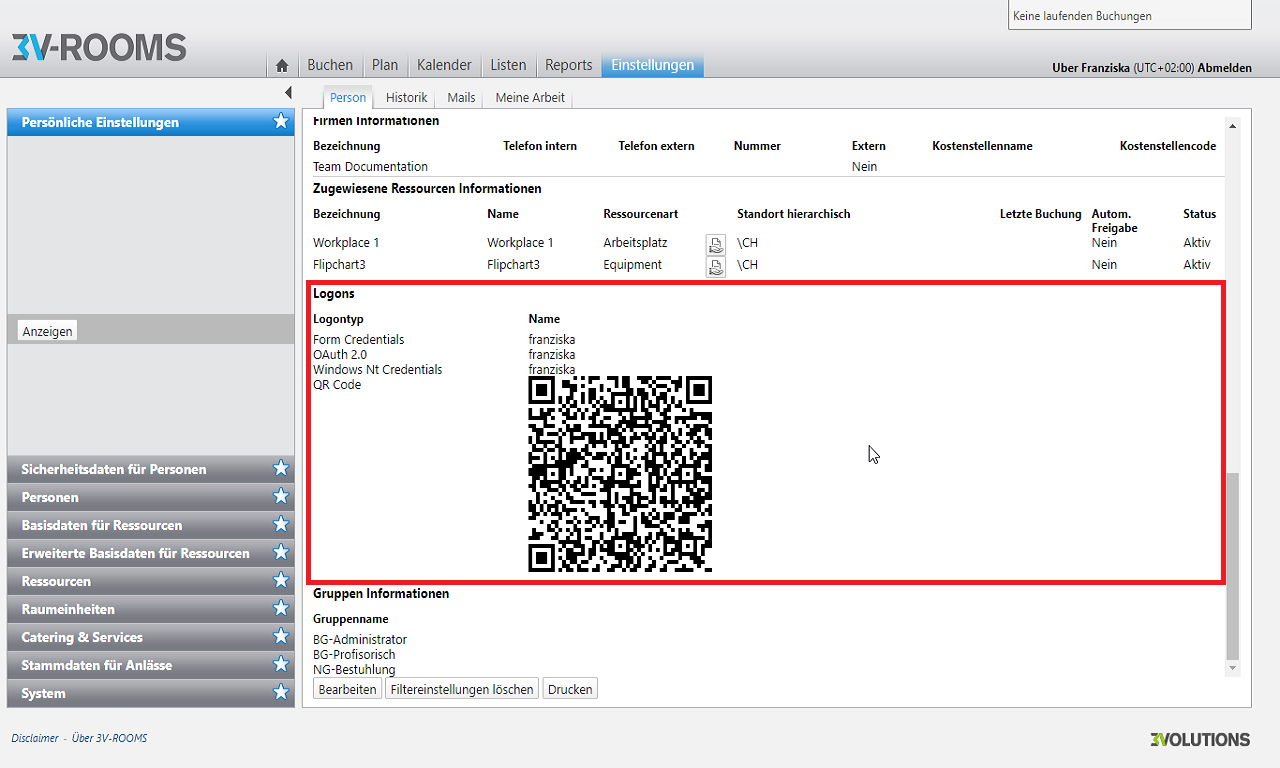 Keine laufenden Buchungen
3V-ROOMS
Buchen Plan Kalender Listen Reports Einstellungen
Uber Franziska (UTC+02:00) Abmelden
Person Historik Mails Meine Arbeit
Persönliche Einstellungen
Anzeigen
Sicherheitsdaten für Personen
Personen
Basisdaten für Ressourcen
Erweiterte Basisdaten für Ressourcen
Ressourcen
Raumeinheiten
Catering & Services
Stammdaten für Anlässe
System
Firmen Informationen
Bezeichnung Telefon intern Telefon extern Nummer Extern Kostenstellenname Kostenstellencode
Team Documentation Nein
Zugewiesene Ressourcen Informationen
Bezeichnung Name Ressourcenart Standort hierarchisch Letzte Buchung Autom. Status
Freigabe
Workplace 1 Workplace 1 Arbeitsplatz \CH Nein Aktiv
Flipchart3 Flipchart3 Equipment \CH Nein Aktiv
Logons
Logontyp Name
Form Credentials franziska
OAuth 2.0 franziska
Windows Nt Credentials franziska
QR Code
Gruppen Informationen
Gruppenname
BG-Administrator
BG-Profisorisch
NG-Bestuhlung
Bearbeiten Filtereinstellungen löschen Drucken
Disclaimer - Über 3V-ROOMS
3VOLUTIONS